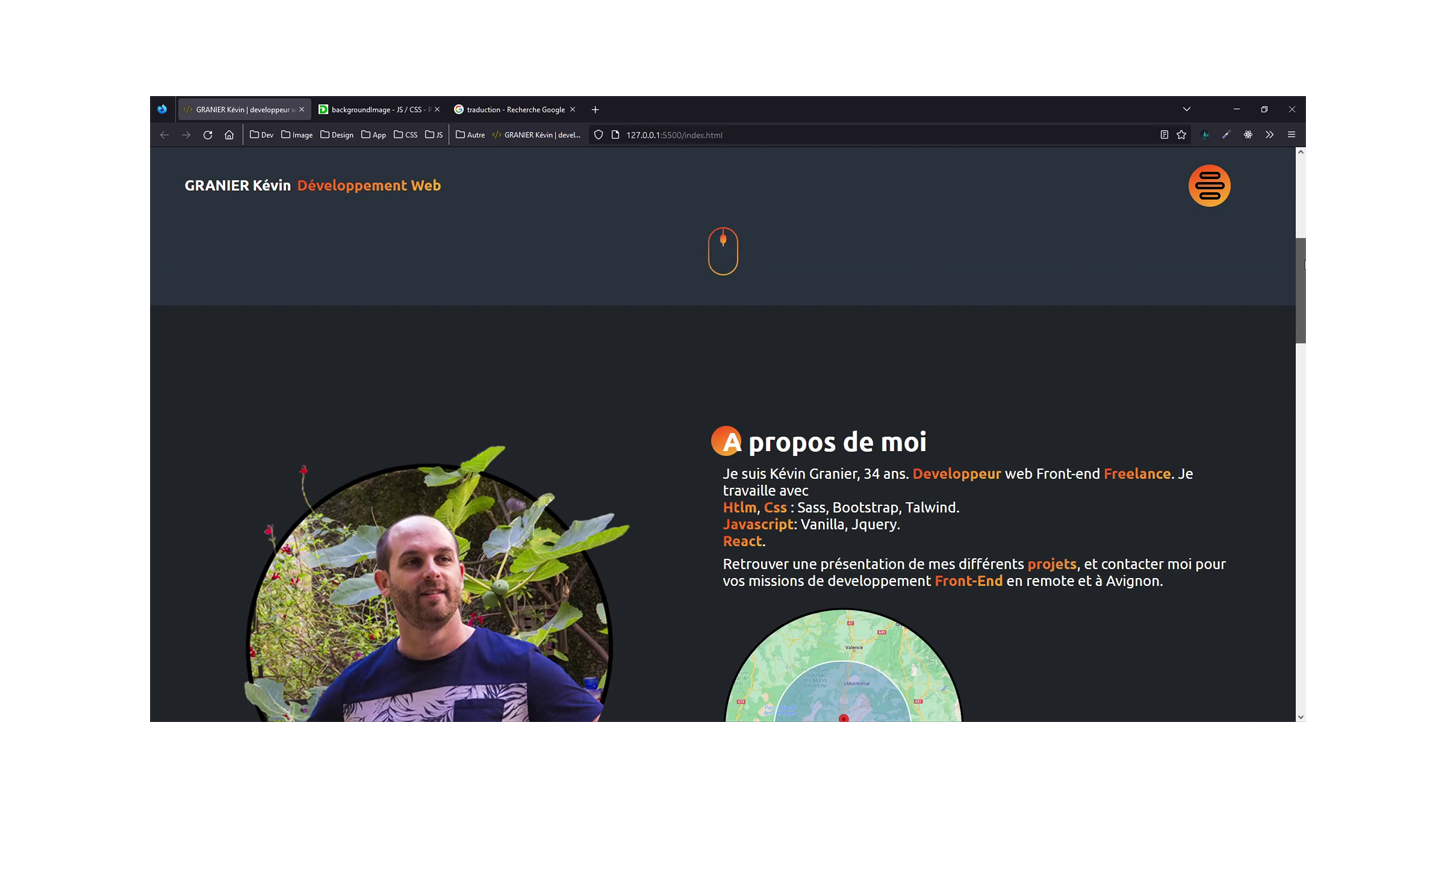 GRANIER Kévin | developpeur w
backgroundImage - JS / CSS -
traduction - Recherche Google
Dev
Image
Design
App
CSS
JS
Autre
GRANIER Kévin | devel...
127.0.0.1:5500/index.html
GRANIER Kévin Développement Web
A propos de moi
Je suis Kévin Granier, 34 ans. Developpeur web Front-end Freelance. Je
travaille avec
Htlm, Css : Sass, Bootstrap, Talwind.
Javascript: Vanilla, Jquery.
React.
Retrouver une présentation de mes différents projets, et contacter moi pour
vos missions de developpement Front-End en remote et à Avignon.
Valence